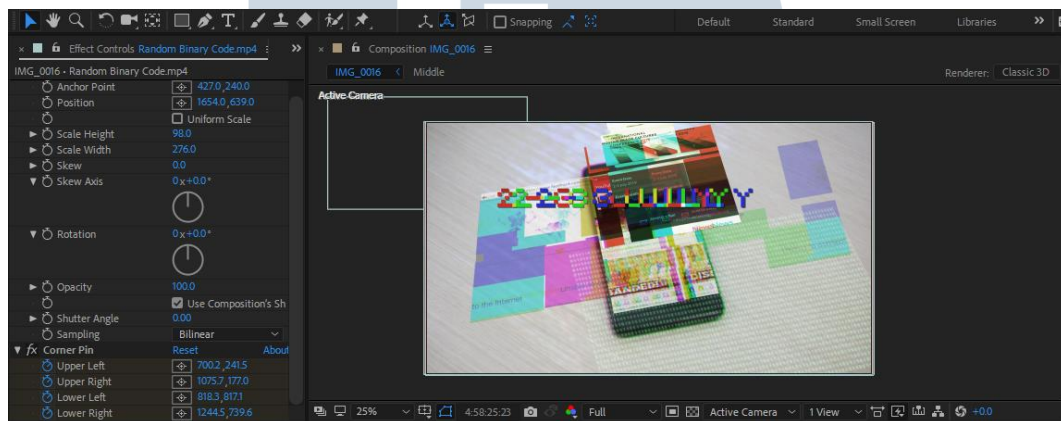 Snapping
Default
Standard
Small Screen
Libraries
Effect Controls Random Binary Code.mp4
Composition IMG_0016
IMG_0016 • Random Binary Code.mp4
IMG_0016
Middle
Renderer: Classic 3D
Anchor Point 427.0,240.0
Active Camera
Position 1654.0,639.0
Uniform Scale
Scale Height 98.0
Scale Width 276.0
Skew 0.0
Skew Axis 0x+0.0°
Rotation 0x+0.0°
Opacity 100.0
Use Composition's Sh
Shutter Angle 0.00
Sampling Bilinear
fx Corner Pin Reset About
Upper Left 700.2,241.5
Upper Right 1075.7,177.0
Lower Left 818.3,817.1
Lower Right 1244.5,739.6
to the Internet
25%
4:58:25:23
Full
Active Camera
1 View
+0.0